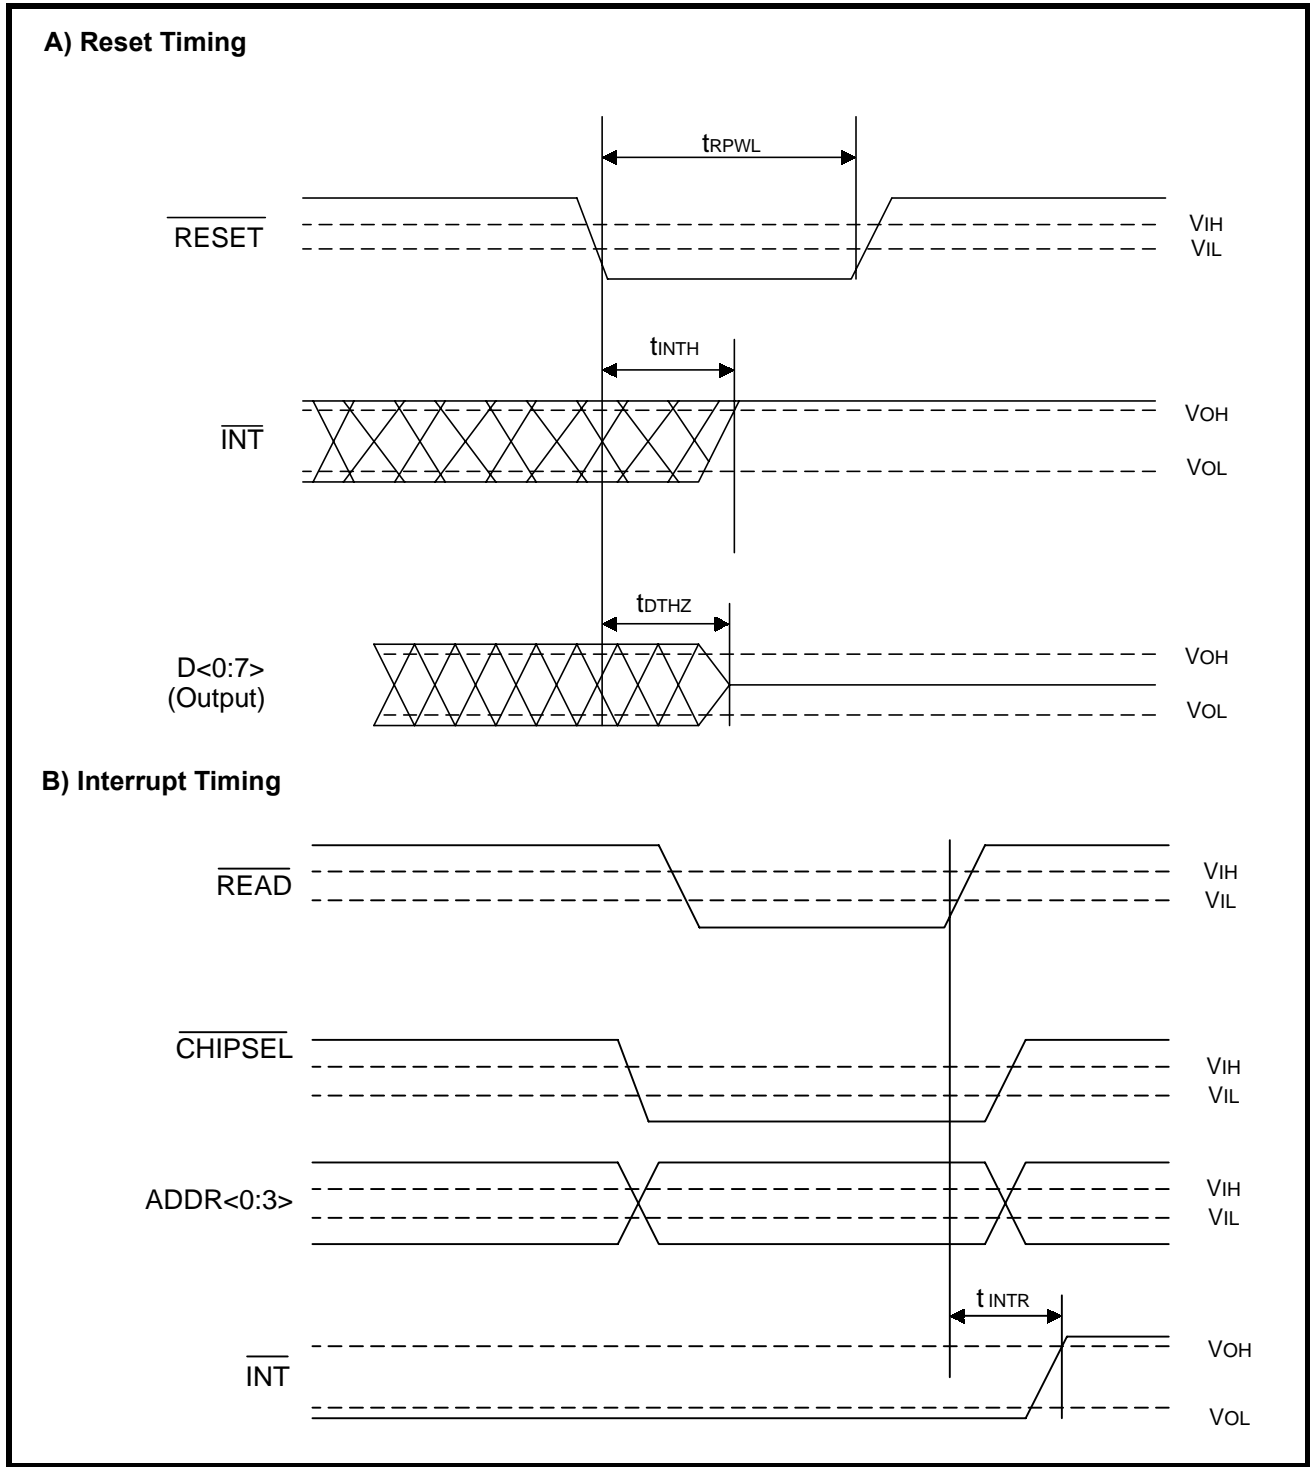 A) Reset Timing
tRPWL
RESET
VIH
VIL
tINTH
INT
VOH
VOL
tDTHZ
D<0:7>
(Output)
VOH
VOL
B) Interrupt Timing
READ
VIH
VIL
CHIPSEL
VIH
VIL
ADDR<0:3>
VIH
VIL
t INTR
INT
VOH
VOL